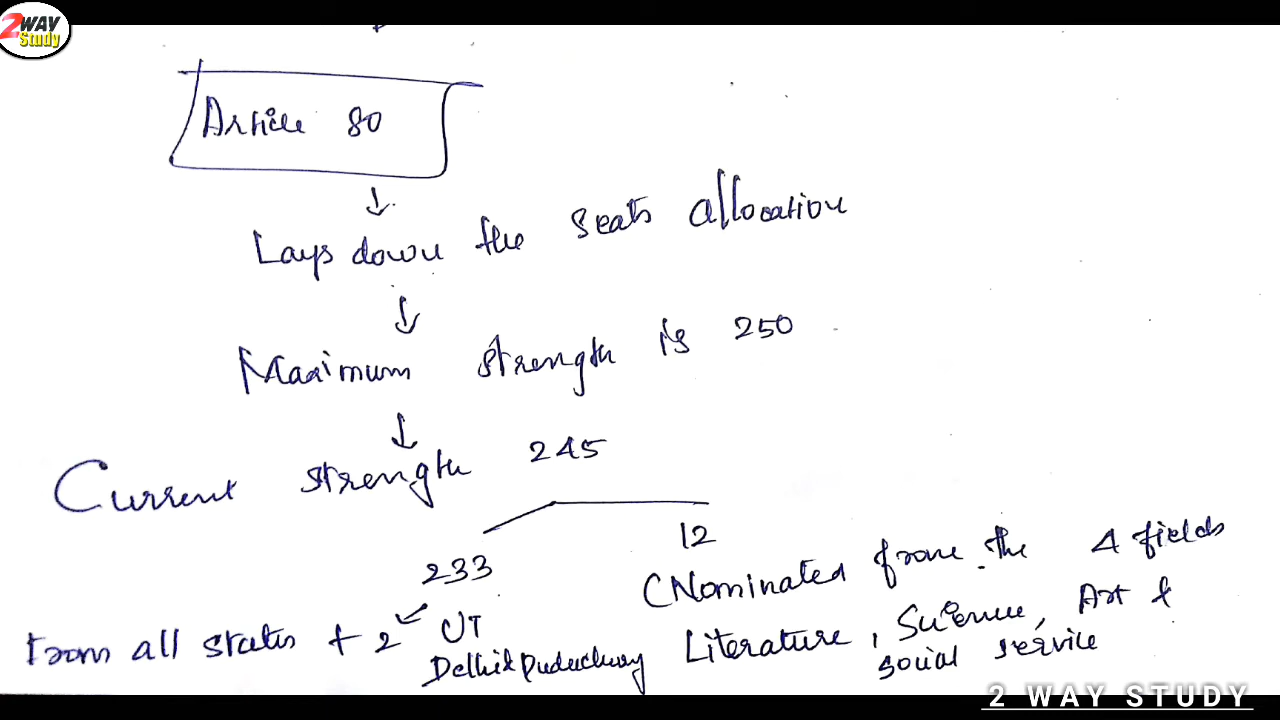 2WAY
Study
Article 80
↓
Lays down the seats allocation
↓
Maximum strength is 250
↓
Current strength 245
233
12
From all states + 2 UT
Delhi & Puducherry
(Nominated from the 4 fields
Literature, Science, Art &
social service
2 WAY STUDY